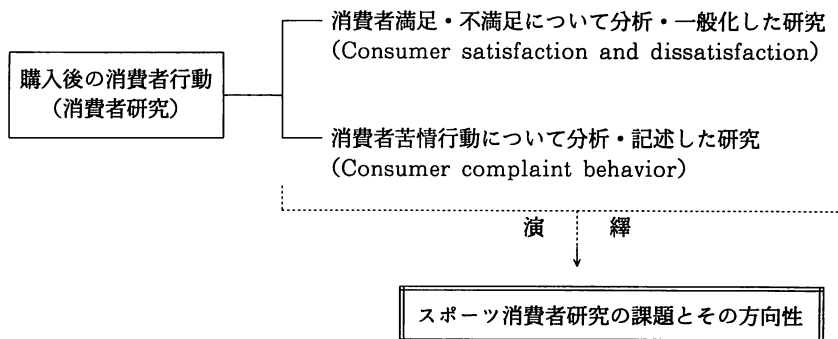 消費者満足・不満足について分析・一般化した研究
(Consumer satisfaction and dissatisfaction)
購入後の消費者行動
(消費者研究)
消費者苦情行動について分析・記述した研究
(Consumer complaint behavior)
演繹
スポーツ消費者研究の課題とその方向性